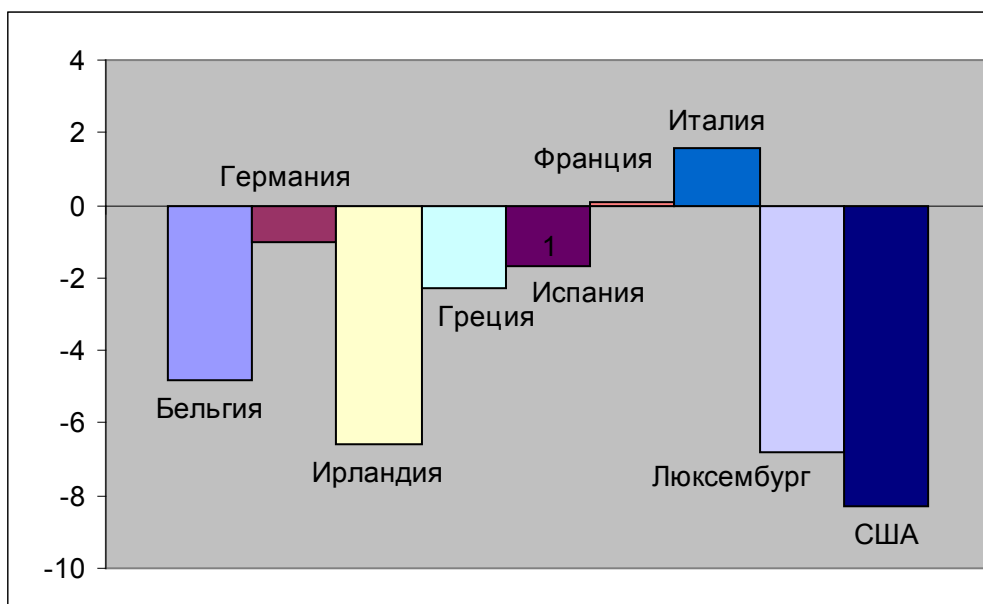 4
2
0
-2
-4
-6
-8
-10
Германия
Франция
Италия
1
Бельгия
Ирландия
Греция
Испания
Люксембург
США